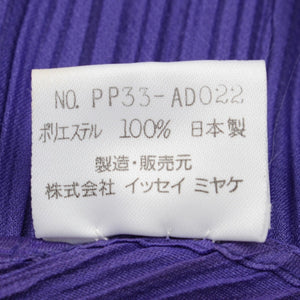 NO. PP33-AD022
ポリエステル 100% 日本製
製造・販売元
株式会社 イッセイ ミヤケ